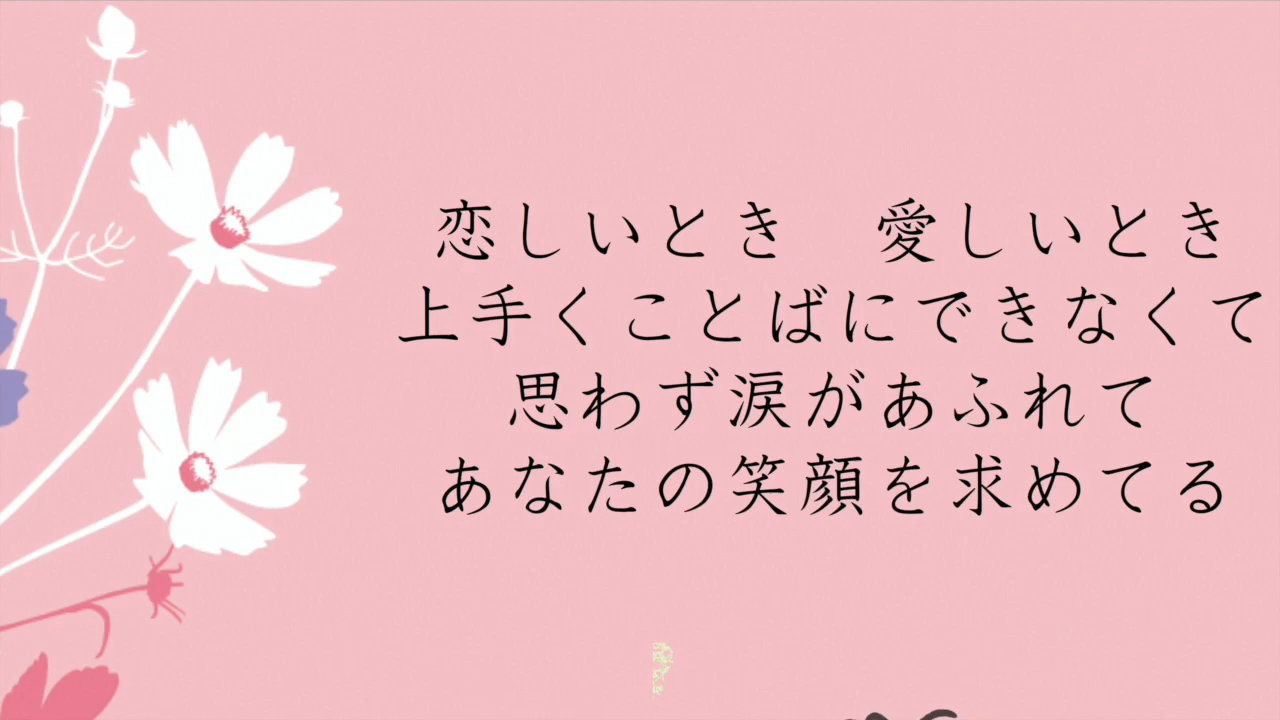 恋しいとき　愛しいとき
上手くことばにできなくて
思わず涙があふれて
あなたの笑顔を求めてる